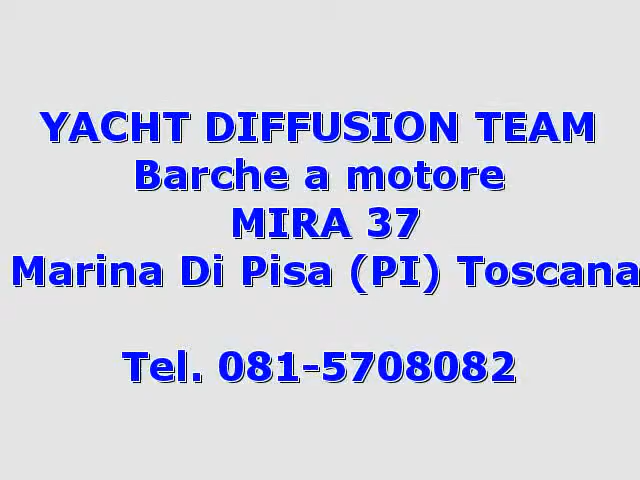 YACHT DIFFUSION TEAM
Barche a motore
MIRA 37
Marina Di Pisa (PI) Toscana
Tel. 081-5708082